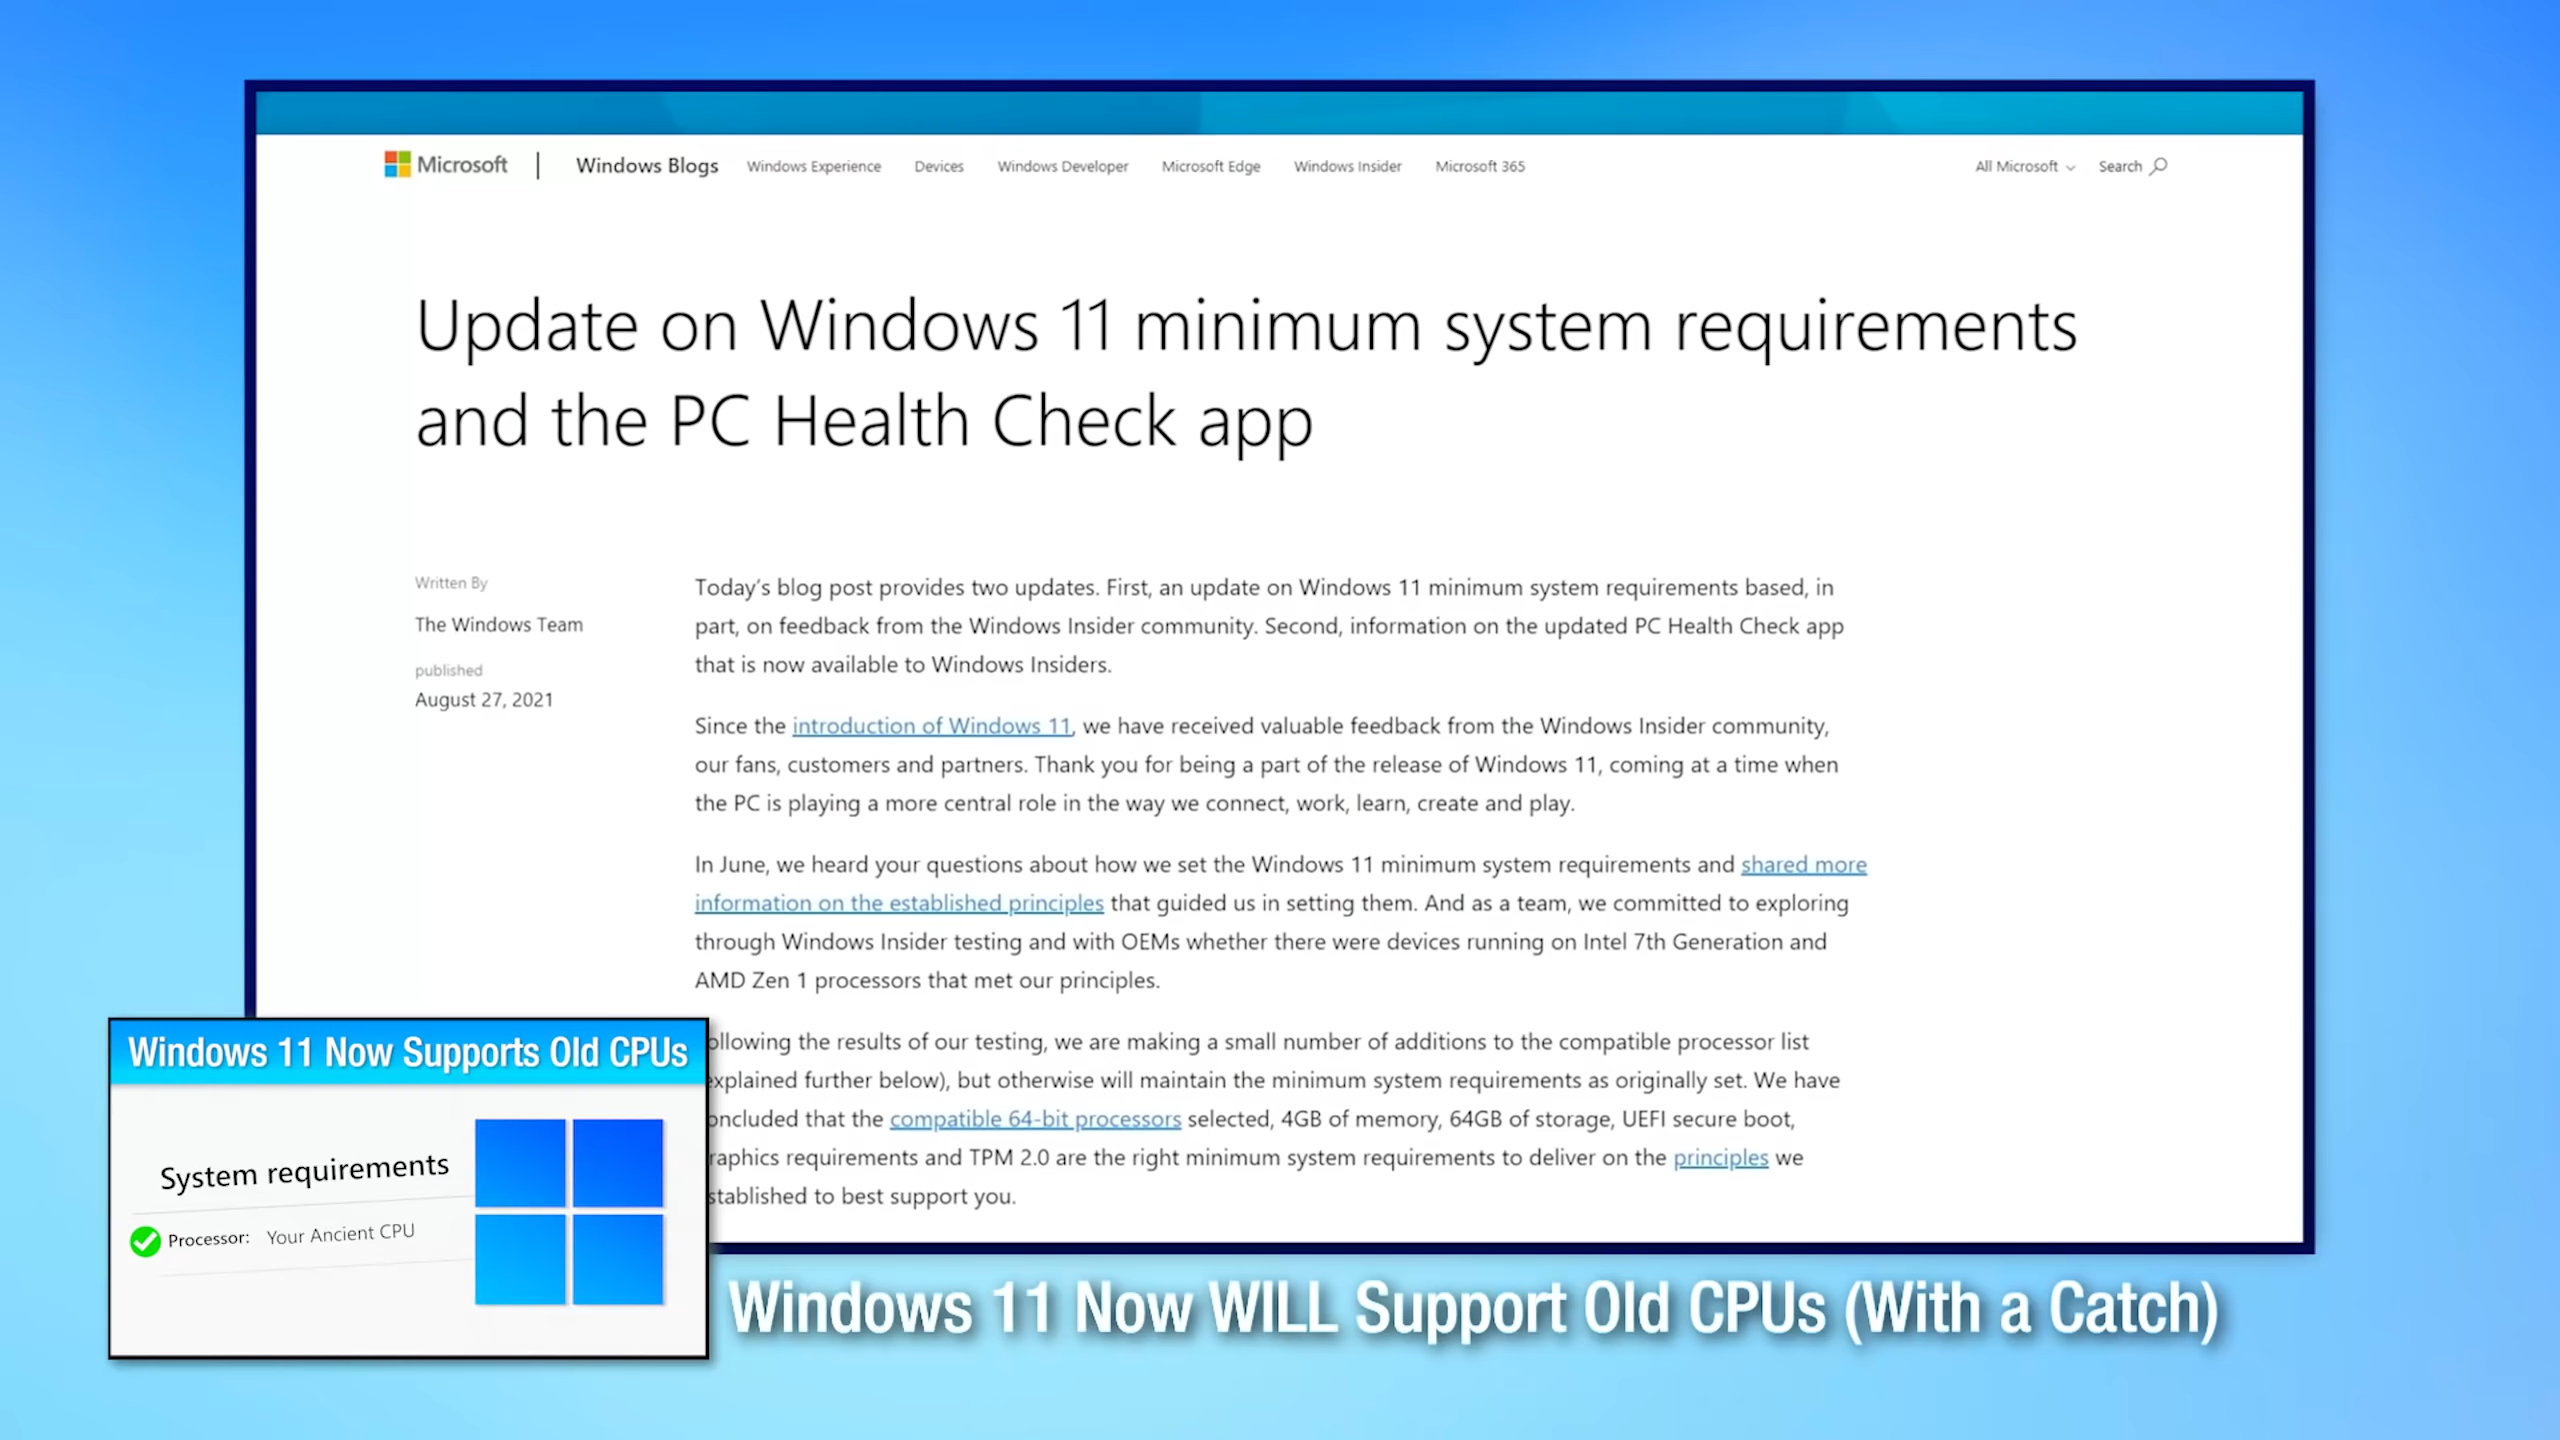 Microsoft
Windows Blogs
Windows Experience
Devices
Windows Developer
Microsoft Edge
Windows Insider
Microsoft 365
All Microsoft
Search
Update on Windows 11 minimum system requirements
and the PC Health Check app
Written By
The Windows Team
published
August 27, 2021
Today's blog post provides two updates. First, an update on Windows 11 minimum system requirements based, in
part, on feedback from the Windows Insider community. Second, information on the updated PC Health Check app
that is now available to Windows Insiders.
Since the introduction of Windows 11, we have received valuable feedback from the Windows Insider community,
our fans, customers and partners. Thank you for being a part of the release of Windows 11, coming at a time when
the PC is playing a more central role in the way we connect, work, learn, create and play.
In June, we heard your questions about how we set the Windows 11 minimum system requirements and shared more
information on the established principles that guided us in setting them. And as a team, we committed to exploring
through Windows Insider testing and with OEMs whether there were devices running on Intel 7th Generation and
AMD Zen 1 processors that met our principles.
ollowing the results of our testing, we are making a small number of additions to the compatible processor list
explained further below), but otherwise will maintain the minimum system requirements as originally set. We have
oncluded that the compatible 64-bit processors selected, 4GB of memory, 64GB of storage, UEFI secure boot,
raphics requirements and TPM 2.0 are the right minimum system requirements to deliver on the principles we
stablished to best support you.
Windows 11 Now Supports Old CPUs
System requirements
Processor: Your Ancient CPU
Windows 11 Now WILL Support Old CPUs (With a Catch)